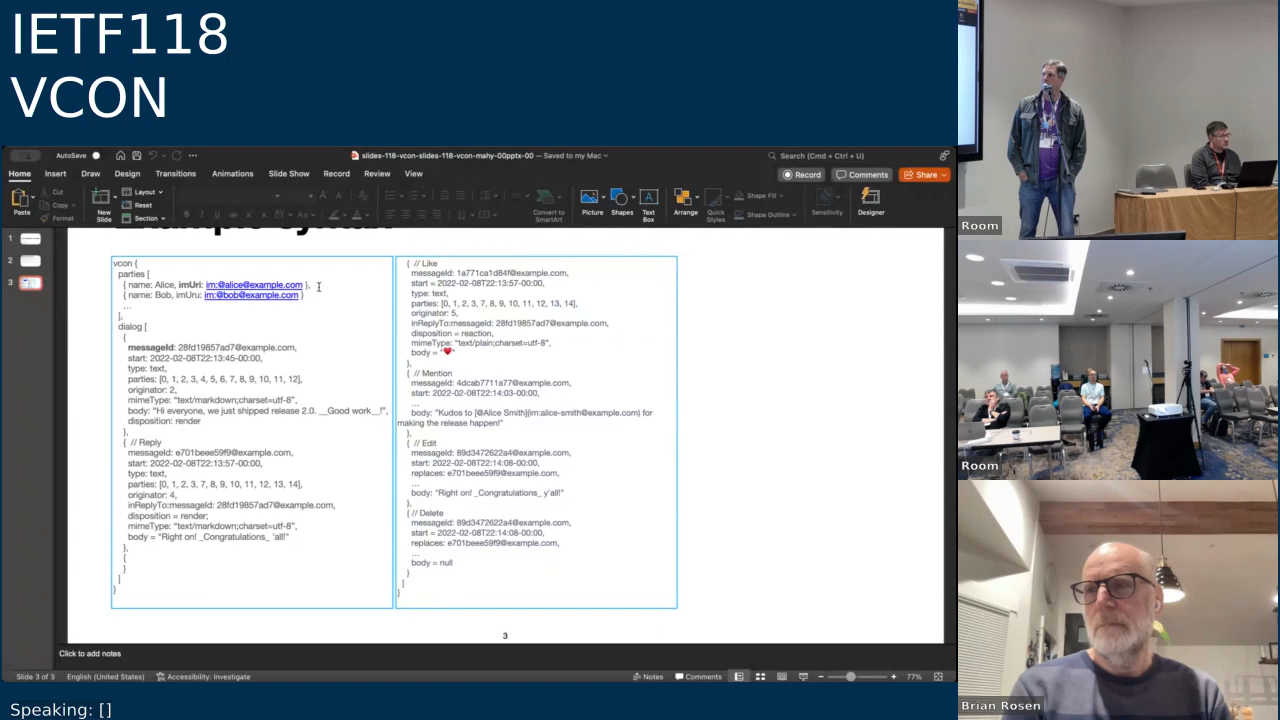 IETF118
VCON
AutoSave
slides-118-vcon-slides-118-vcon-mahy-00pptx-00 — Saved to my Mac
Search (Cmd + Ctrl + U)
Home Insert Draw Design Transitions Animations Slide Show Record Review View
Record Comments Share
Paste
Cut
Copy
Format
New Slide
Layout
Reset
Section
Convert to SmartArt
Picture
Shapes
Text Box
Arrange
Quick Styles
Shape Fill
Shape Outline
Sensitivity
Designer
1
2
3
Example syntax
vcon {
parties [
{ name: Alice, imUri: im:@alice@example.com },
{ name: Bob, imUru: im:@bob@example.com }
…
],
dialog [
{
messageId: 28fd19857ad7@example.com,
start: 2022-02-08T22:13:45-00:00,
type: text,
parties: [0, 1, 2, 3, 4, 5, 6, 7, 8, 9, 10, 11, 12],
originator: 2,
mimeType: "text/markdown;charset=utf-8",
body: "Hi everyone, we just shipped release 2.0. __Good work__!",
disposition: render
},
{ // Reply
messageId: e701beee59f9@example.com,
start: 2022-02-08T22:13:57-00:00,
type: text,
parties: [0, 1, 2, 3, 7, 8, 9, 10, 11, 12, 13, 14],
originator: 4,
inReplyTo:messageId: 28fd19857ad7@example.com,
disposition = render;
mimeType: "text/markdown;charset=utf-8",
body = "Right on! _Congratulations_ 'all!"
},
{
}
]
}
{ // Like
messageId: 1a771ca1d84f@example.com,
start = 2022-02-08T22:13:57-00:00,
type: text,
parties: [0, 1, 2, 3, 7, 8, 9, 10, 11, 12, 13, 14],
originator: 5,
inReplyTo:messageId: 28fd19857ad7@example.com,
disposition = reaction,
mimeType: "text/plain;charset=utf-8",
body = "❤"
},
{ // Mention
messageId: 4dcab7711a77@example.com,
start: 2022-02-08T22:14:03-00:00,
…
body: "Kudos to [@Alice Smith](im:alice-smith@example.com) for
making the release happen!"
},
{ // Edit
messageId: 89d3472622a4@example.com,
start: 2022-02-08T22:14:08-00:00,
replaces: e701beee59f9@example.com,
…
body: "Right on! _Congratulations_ y'all!"
},
{ // Delete
messageId: 89d3472622a4@example.com,
start = 2022-02-08T22:14:08-00:00,
replaces: e701beee59f9@example.com,
…
body = null
}
]
}
3
Click to add notes
Slide 3 of 3 English (United States) Accessibility: Investigate
Notes Comments 77%
Speaking: []
Room
Room
Brian Rosen